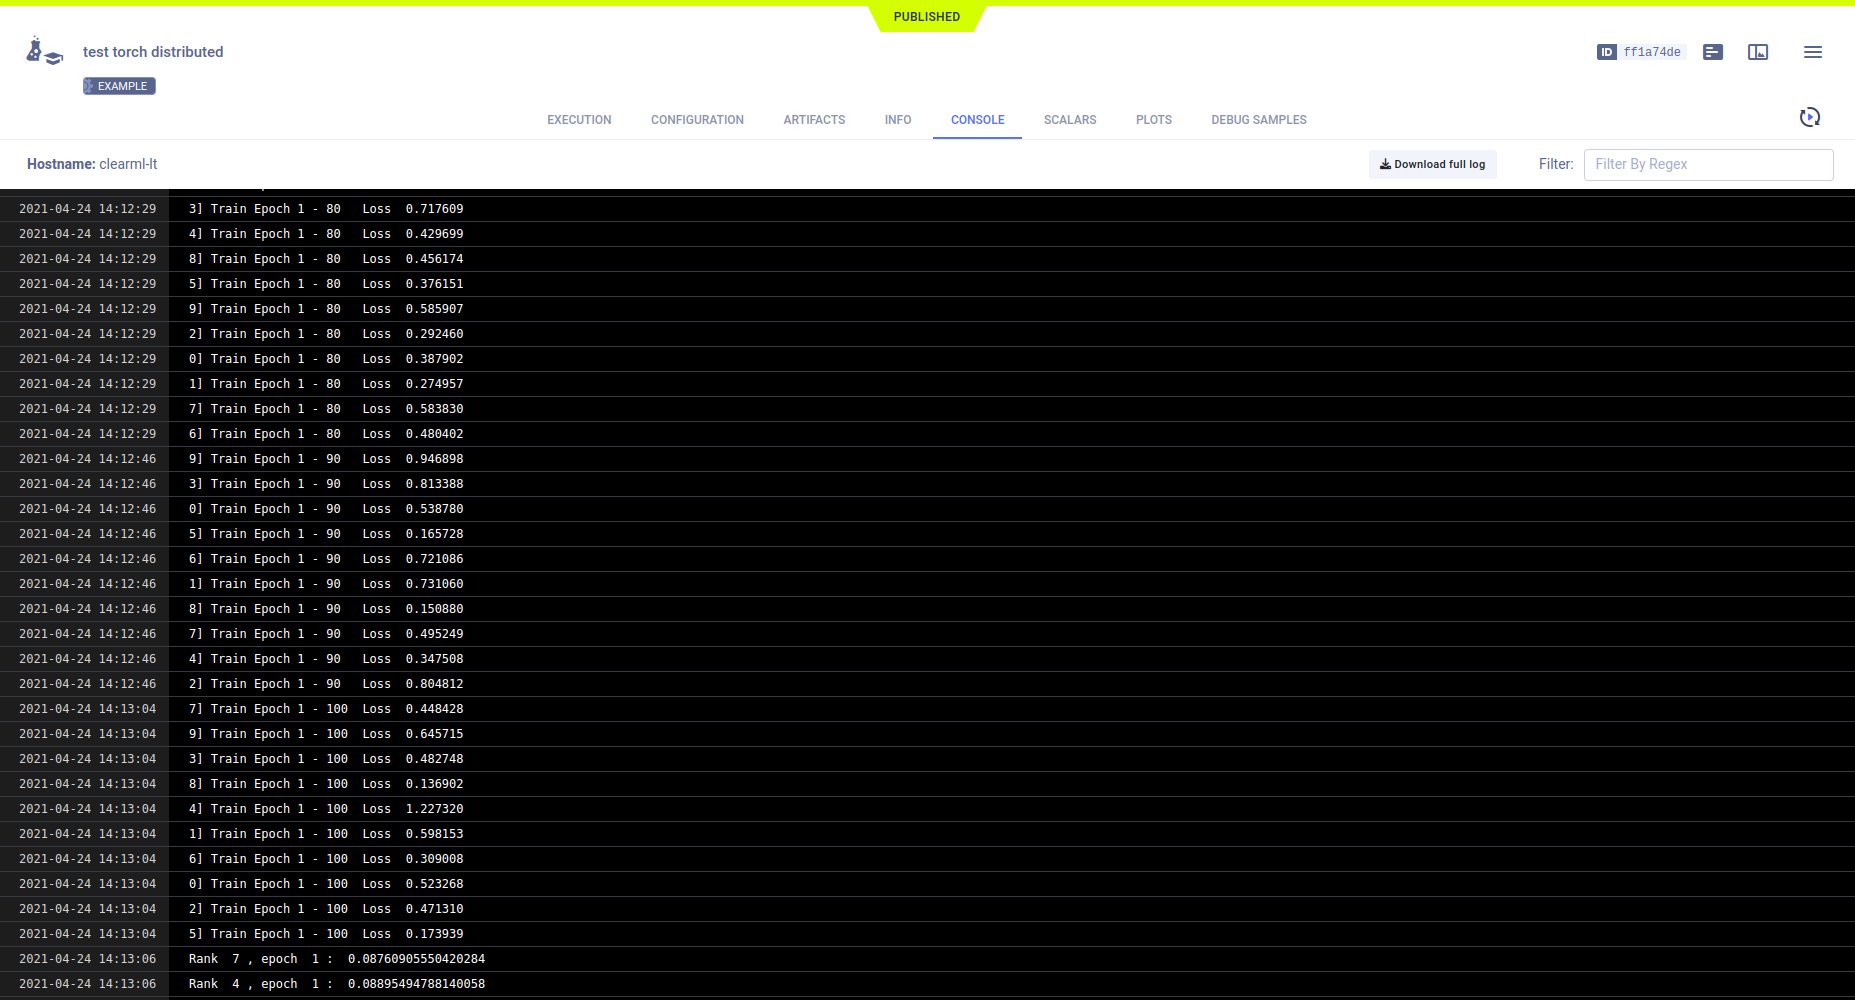 PUBLISHED
test torch distributed
EXAMPLE
ID ff1a74de
EXECUTION CONFIGURATION ARTIFACTS INFO CONSOLE SCALARS PLOTS DEBUG SAMPLES
Hostname: clearml-lt
Download full log
Filter: Filter By Regex
2021-04-24 14:12:29 3] Train Epoch 1 - 80 Loss 0.717609
2021-04-24 14:12:29 4] Train Epoch 1 - 80 Loss 0.429699
2021-04-24 14:12:29 8] Train Epoch 1 - 80 Loss 0.456174
2021-04-24 14:12:29 5] Train Epoch 1 - 80 Loss 0.376151
2021-04-24 14:12:29 9] Train Epoch 1 - 80 Loss 0.585907
2021-04-24 14:12:29 2] Train Epoch 1 - 80 Loss 0.292460
2021-04-24 14:12:29 0] Train Epoch 1 - 80 Loss 0.387902
2021-04-24 14:12:29 1] Train Epoch 1 - 80 Loss 0.274957
2021-04-24 14:12:29 7] Train Epoch 1 - 80 Loss 0.583830
2021-04-24 14:12:29 6] Train Epoch 1 - 80 Loss 0.480402
2021-04-24 14:12:46 9] Train Epoch 1 - 90 Loss 0.946898
2021-04-24 14:12:46 3] Train Epoch 1 - 90 Loss 0.813388
2021-04-24 14:12:46 0] Train Epoch 1 - 90 Loss 0.538780
2021-04-24 14:12:46 5] Train Epoch 1 - 90 Loss 0.165728
2021-04-24 14:12:46 6] Train Epoch 1 - 90 Loss 0.721086
2021-04-24 14:12:46 1] Train Epoch 1 - 90 Loss 0.731060
2021-04-24 14:12:46 8] Train Epoch 1 - 90 Loss 0.150880
2021-04-24 14:12:46 7] Train Epoch 1 - 90 Loss 0.495249
2021-04-24 14:12:46 4] Train Epoch 1 - 90 Loss 0.347508
2021-04-24 14:12:46 2] Train Epoch 1 - 90 Loss 0.804812
2021-04-24 14:13:04 7] Train Epoch 1 - 100 Loss 0.448428
2021-04-24 14:13:04 9] Train Epoch 1 - 100 Loss 0.645715
2021-04-24 14:13:04 3] Train Epoch 1 - 100 Loss 0.482748
2021-04-24 14:13:04 8] Train Epoch 1 - 100 Loss 0.136902
2021-04-24 14:13:04 4] Train Epoch 1 - 100 Loss 1.227320
2021-04-24 14:13:04 1] Train Epoch 1 - 100 Loss 0.598153
2021-04-24 14:13:04 6] Train Epoch 1 - 100 Loss 0.309008
2021-04-24 14:13:04 0] Train Epoch 1 - 100 Loss 0.523268
2021-04-24 14:13:04 2] Train Epoch 1 - 100 Loss 0.471310
2021-04-24 14:13:04 5] Train Epoch 1 - 100 Loss 0.173939
2021-04-24 14:13:06 Rank 7 , epoch 1 : 0.08760905550420284
2021-04-24 14:13:06 Rank 4 , epoch 1 : 0.08895494788140058